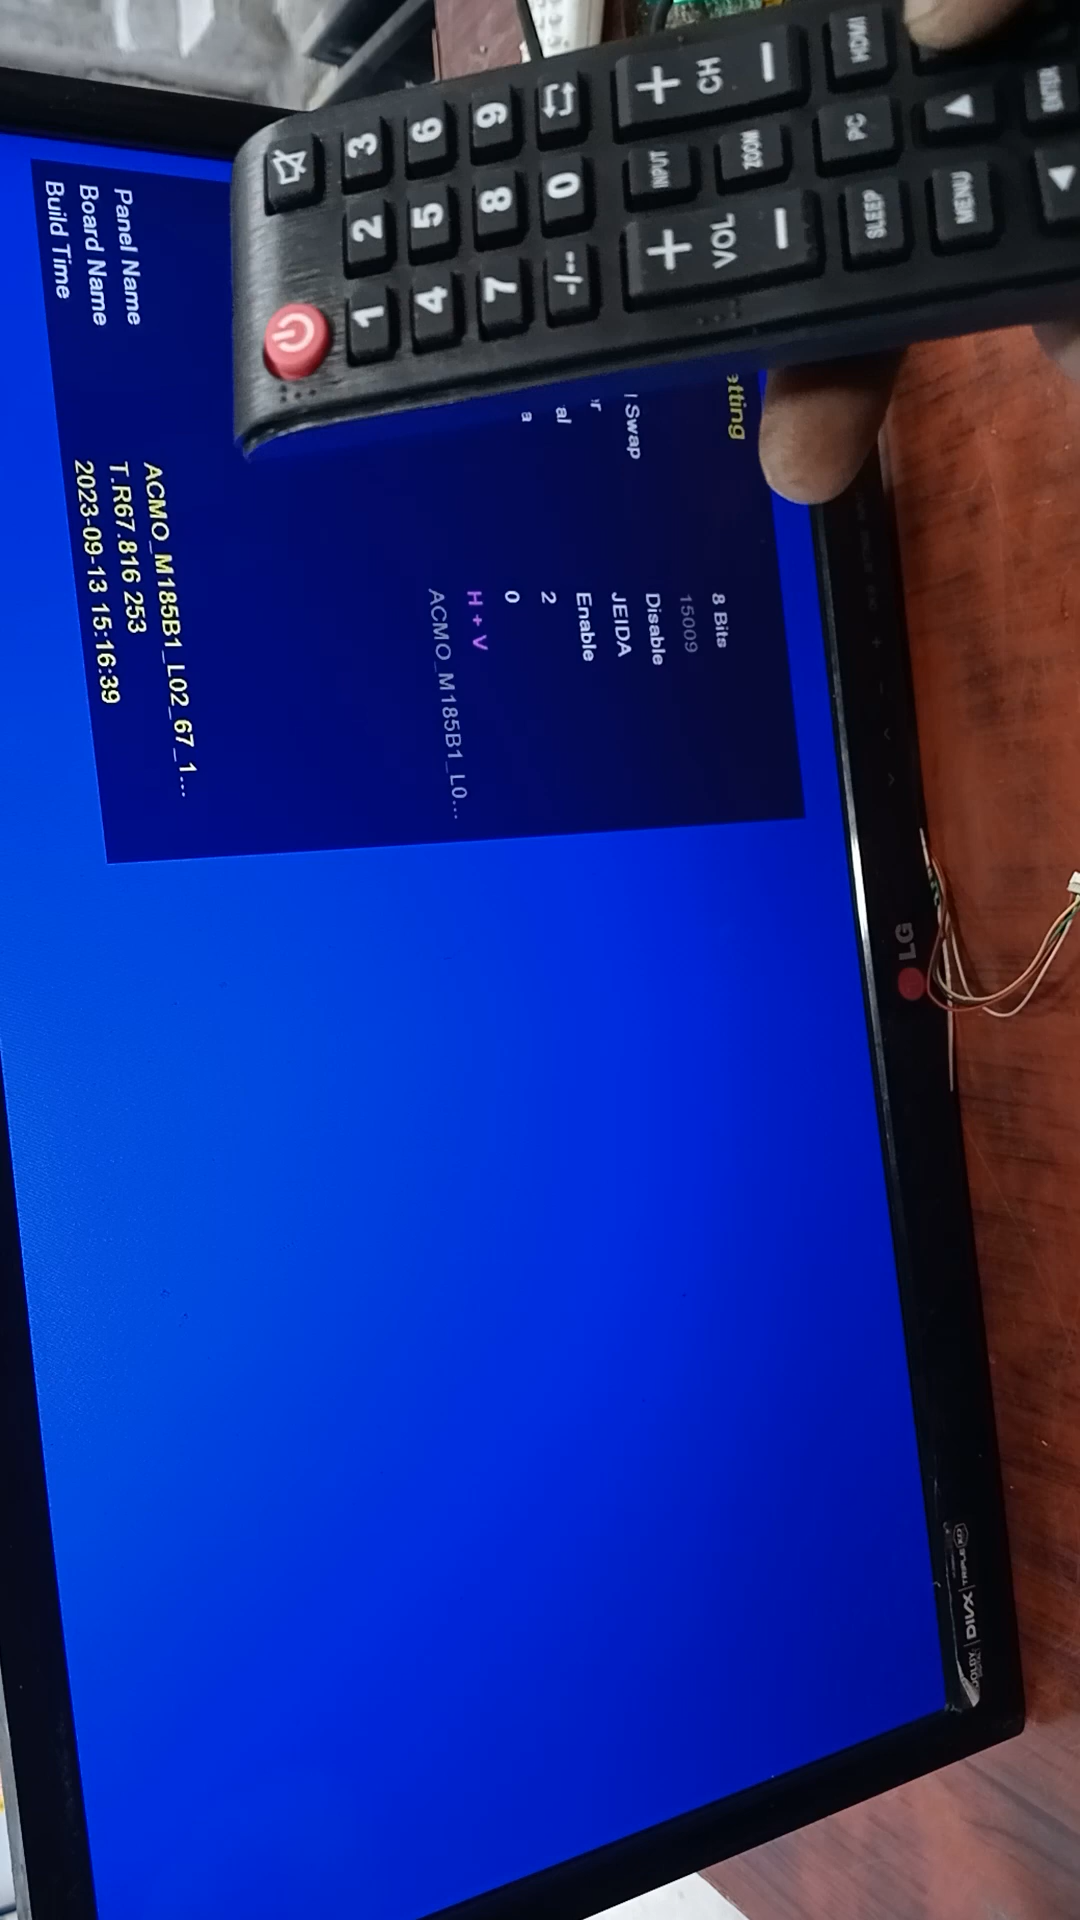 8 Bits
15009
Disable
Swap
JEIDA
Enable
2
0
H + V
ACMO_M185B1_L0...
Panel Name ACMO_M185B1_L02_67_1...
Board Name T.R67.816 253
Build Time 2023-09-13 15:16:39
1 2 3
4 5 6
7 8 9
-/-- 0
VOL INPUT CH
+ +
- ZOOM -
SLEEP PC HDMI
MENU
LG
DivX